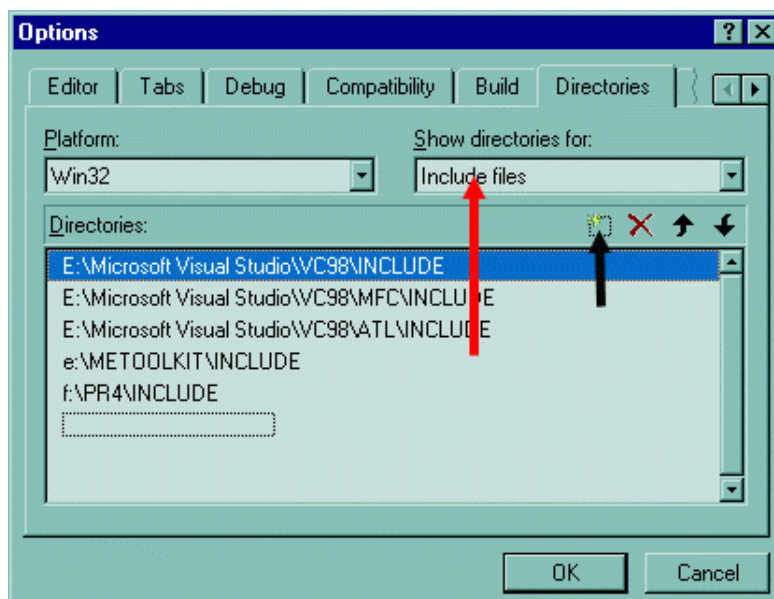 Options
Editor Tabs Debug Compatibility Build Directories
Platform: Show directories for:
Win32 Include files
Directories:
E:\Microsoft Visual Studio\VC98\INCLUDE
E:\Microsoft Visual Studio\VC98\MFC\INCLUDE
E:\Microsoft Visual Studio\VC98\ATL\INCLUDE
e:\METOOLKIT\INCLUDE
f:\PR4\INCLUDE
OK Cancel